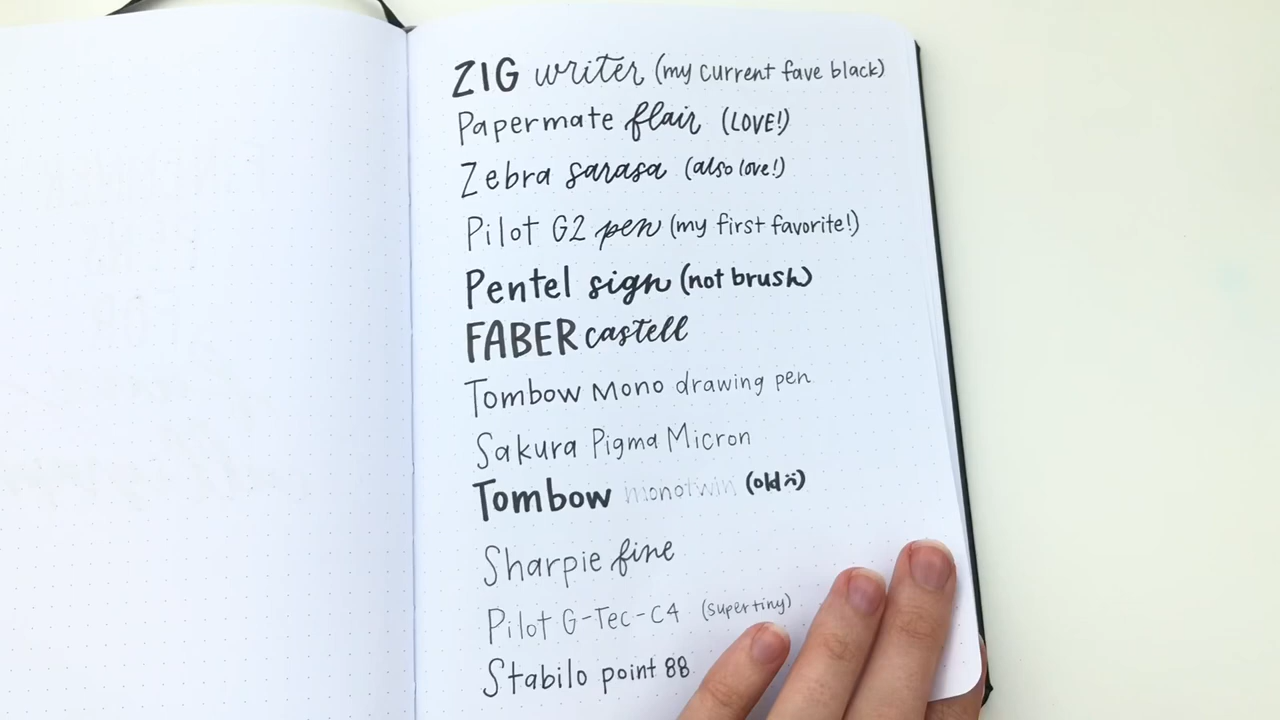 ZIG writer (my current fave black)
Papermate flair (LOVE!)
Zebra sarasa (also love!)
Pilot G2 pen (my first favorite!)
Pentel sign (not brush)
FABER castell
Tombow Mono drawing pen
Sakura Pigma Micron
Tombow monotwin (old ¨⌢)
Sharpie fine
Pilot G-Tec-C4 (super tiny)
Stabilo point 88